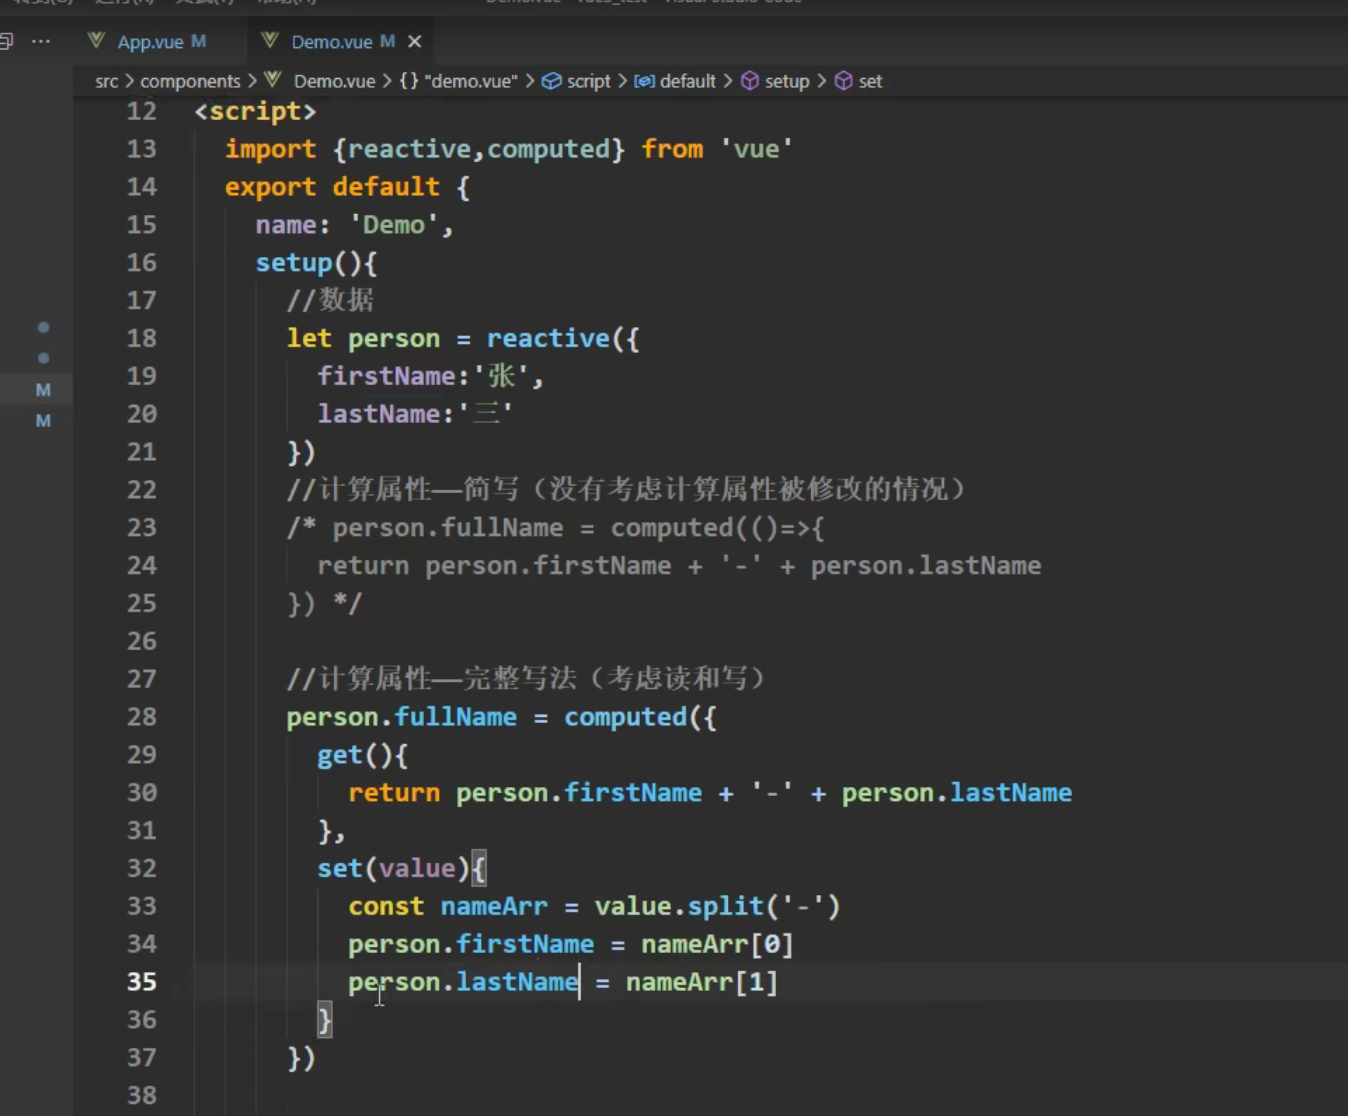 App.vue M
Demo.vue M
src > components > Demo.vue > {} "demo.vue" > script > default > setup > set
12 <script>
13 import {reactive,computed} from 'vue'
14 export default {
15 name: 'Demo',
16 setup(){
17 //数据
18 let person = reactive({
19 firstName:'张',
20 lastName:'三'
21 })
22 //计算属性——简写（没有考虑计算属性被修改的情况）
23 /* person.fullName = computed(()=>{
24 return person.firstName + '-' + person.lastName
25 }) */
26
27 //计算属性——完整写法（考虑读和写）
28 person.fullName = computed({
29 get(){
30 return person.firstName + '-' + person.lastName
31 },
32 set(value){
33 const nameArr = value.split('-')
34 person.firstName = nameArr[0]
35 person.lastName = nameArr[1]
36 }
37 })
38
M
M